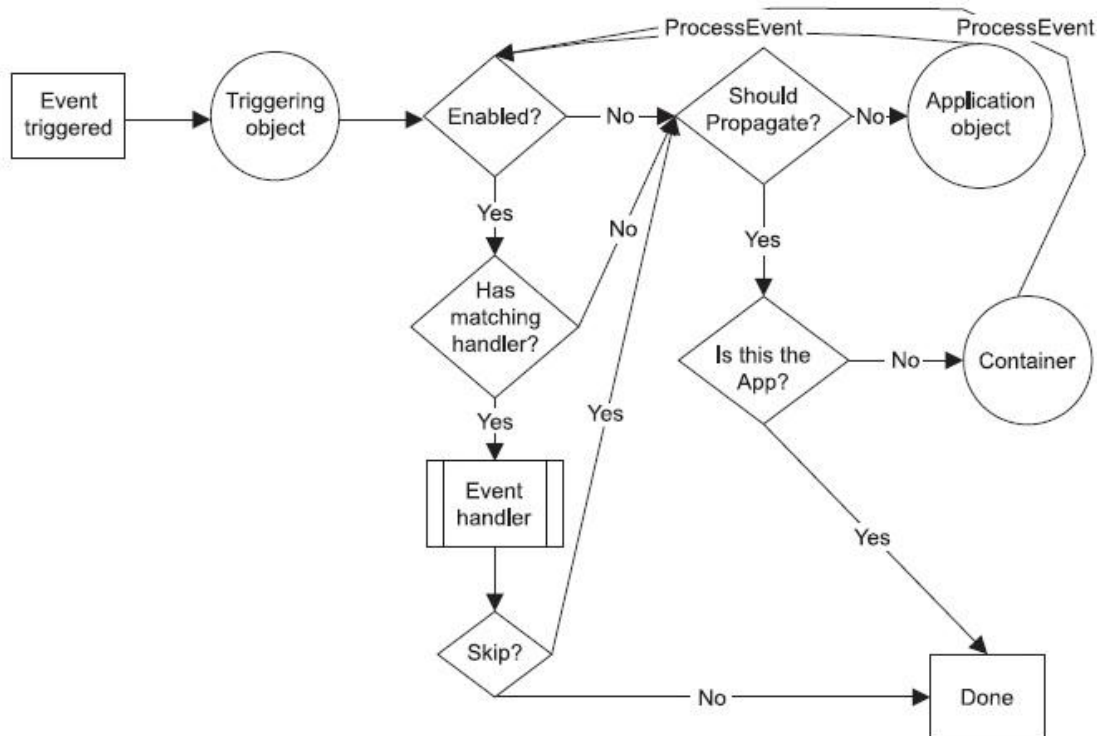 ProcessEvent
ProcessEvent
Event
triggered
Triggering
object
Enabled?
No
Should
Propagate?
No
Application
object
Yes
No
Yes
Has
matching
handler?
Is this the
App?
No
Container
Yes
Yes
Event
handler
Yes
Skip?
No
Done